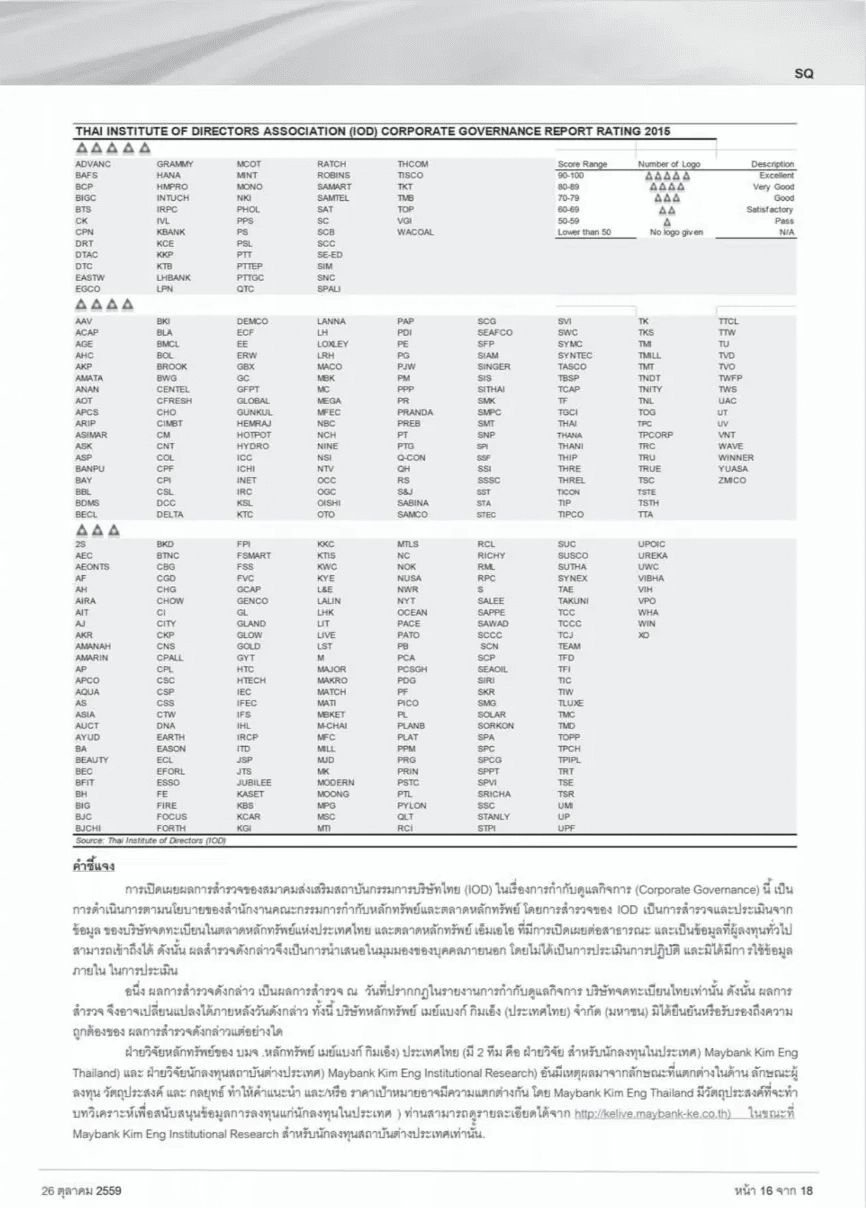 SQ
THAI INSTITUTE OF DIRECTORS ASSOCIATION (IOD) CORPORATE GOVERNANCE REPORT RATING 2015
ADVANC GRAMMY MCOT RATCH THCOM Score Range Number of Logo Description
BAFS HANA MINT ROBINS TISCO 90-100 Excellent
BCP HMPRO MONO SAMART TKT 80-89 Very Good
BIGC INTUCH NKI SAMTEL TMB 70-79 Good
BTS IRPC PHOL SAT TOP 60-69 Satisfactory
CK IVL PPS SC VGI 50-59 Pass
CPN KBANK PS SCB WACOAL Lower than 50 No logo given N/A
DRT KCE PSL SCC
DTAC KKP PTT SE-ED
DTC KTB PTTEP SIM
EASTW LHBANK PTTGC SNC
EGCO LPN QTC SPALI
AAV BKI DEMCO LANNA PAP SCG SVI TK TTCL
ACAP BLA ECF LH PDI SEAFCO SWC TKS TTW
AGE BMCL EE LOXLEY PE SFP SYMC TMI TU
AHC BOL ERW LRH PG SIAM SYNTEC TMILL TVD
AKP BROOK GBX MACO PJW SINGER TASCO TMT TVO
AMATA BWG GC MBK PM SIS TBSP TNDT TWFP
ANAN CENTEL GFPT MC PPP SITHAI TCAP TNITY TWS
AOT CFRESH GLOBAL MEGA PR SMK TF TNL UAC
APCS CHO GUNKUL MFEC PRANDA SMPC TGCI TOG UT
ARIP CIMBT HEMRAJ NBC PREB SMT THAI TPC UV
ASIMAR CM HOTPOT NCH PT SNP THANA TPCORP VNT
ASK CNT HYDRO NINE PTG SPI THANI TRC WAVE
ASP COL ICC NSI Q-CON SSF THIP TRU WINNER
BANPU CPF ICHI NTV QH SSI THRE TRUE YUASA
BAY CPI INET OCC RS SSSC THREL TSC ZMICO
BBL CSL IRC OGC S&J SST TICON TSTE
BDMS DCC KSL OISHI SABINA STA TIP TSTH
BECL DELTA KTC OTO SAMCO STEC TIPCO TTA
2S BKD FPI KKC MTLS RCL SUC UPOIC
AEC BTNC FSMART KTIS NC RICHY SUSCO UREKA
AEONTS CBG FSS KWC NOK RML SUTHA UWC
AF CGD FVC KYE NUSA RPC SYNEX VIBHA
AH CHG GCAP L&E NWR S TAE VIH
AIRA CHOW GENCO LALIN NYT SALEE TAKUNI VPO
AIT CI GL LHK OCEAN SAPPE TCC WHA
AJ CITY GLAND LIT PACE SAWAD TCCC WIN
AKR CKP GLOW LIVE PATO SCCC TCJ XO
AMANAH CNS GOLD LST PB SCN TEAM
AMARIN CPALL GYT M PCA SCP TFD
AP CPL HTC MAJOR PCSGH SEAOIL TFI
APCO CSC HTECH MAKRO PDG SIRI TIC
AQUA CSP IEC MATCH PF SKR TIW
AS CSS IFEC MATI PICO SMG TLUXE
ASIA CTW IFS MBKET PL SOLAR TMC
AUCT DNA IHL M-CHAI PLANB SORKON TMD
AYUD EARTH IRCP MFC PLAT SPA TOPP
BA EASON ITD MILL PPM SPC TPCH
BEAUTY ECL JSP MJD PRG SPCG TPIPL
BEC EFORL JTS MK PRIN SPPT TRT
BFIT ESSO JUBILEE MODERN PSTC SPVI TSE
BH FE KASET MOONG PTL SRICHA TSR
BIG FIRE KBS MPG PYLON SSC UMI
BJC FOCUS KCAR MSC QLT STANLY UP
BJCHI FORTH KGI MTI RCI STPI UPF
Source: Thai Institute of Directors (IOD)
คำชี้แจง
การเปิดเผยผลการสำรวจของสมาคมส่งเสริมสถาบันกรรมการบริษัทไทย (IOD) ในเรื่องการกำกับดูแลกิจการ (Corporate Governance) นี้ เป็น
การดำเนินการตามนโยบายของสำนักงานคณะกรรมการกำกับหลักทรัพย์และตลาดหลักทรัพย์ โดยการสำรวจของ IOD เป็นการสำรวจและประเมินจาก
ข้อมูล ของบริษัทจดทะเบียนในตลาดหลักทรัพย์แห่งประเทศไทย และตลาดหลักทรัพย์ เอ็มเอไอ ที่มีการเปิดเผยต่อสาธารณะ และเป็นข้อมูลที่ผู้ลงทุนทั่วไป
สามารถเข้าถึงได้ ดังนั้น ผลสำรวจดังกล่าวจึงเป็นการนำเสนอในมุมมองของบุคคลภายนอก โดยไม่ได้เป็นการประเมินการปฏิบัติ และมิได้มีกา รใช้ข้อมูล
ภายใน ในการประเมิน
อนึ่ง ผลการสำรวจดังกล่าว เป็นผลการสำรวจ ณ วันที่ปรากฏในรายงานการกำกับดูแลกิจการ บริษัทจดทะเบียนไทยเท่านั้น ดังนั้น ผลการ
สำรวจ จึงอาจเปลี่ยนแปลงได้ภายหลังวันดังกล่าว ทั้งนี้ บริษัทหลักทรัพย์ เมย์แบงก์ กิมเอ็ง (ประเทศไทย) จำกัด (มหาชน) มิได้ยืนยันหรือรับรองถึงความ
ถูกต้องของ ผลการสำรวจดังกล่าวแต่อย่างใด
ฝ่ายวิจัยหลักทรัพย์ของ บมจ .หลักทรัพย์ เมย์แบงก์ กิมเอ็ง) ประเทศไทย (มี 2 ทีม คือ ฝ่ายวิจัย สำหรับนักลงทุนในประเทศ) Maybank Kim Eng
Thailand) และ ฝ่ายวิจัยนักลงทุนสถาบันต่างประเทศ) Maybank Kim Eng Institutional Research) อันมีเหตุผลมาจากลักษณะที่แตกต่างในด้าน ลักษณะผู้
ลงทุน วัตถุประสงค์ และ กลยุทธ์ ทำให้คำแนะนำ และ/หรือ ราคาเป้าหมายอาจมีความแตกต่างกัน โดย Maybank Kim Eng Thailand มีวัตถุประสงค์ที่จะทำ
บทวิเคราะห์เพื่อสนับสนุนข้อมูลการลงทุนแก่นักลงทุนในประเทศ ) ท่านสามารถดูรายละเอียดได้จาก http://kelive.maybank-ke.co.th) ในขณะที่
Maybank Kim Eng Institutional Research สำหรับนักลงทุนสถาบันต่างประเทศเท่านั้น.
26 ตุลาคม 2559 หน้า 16 จาก 18